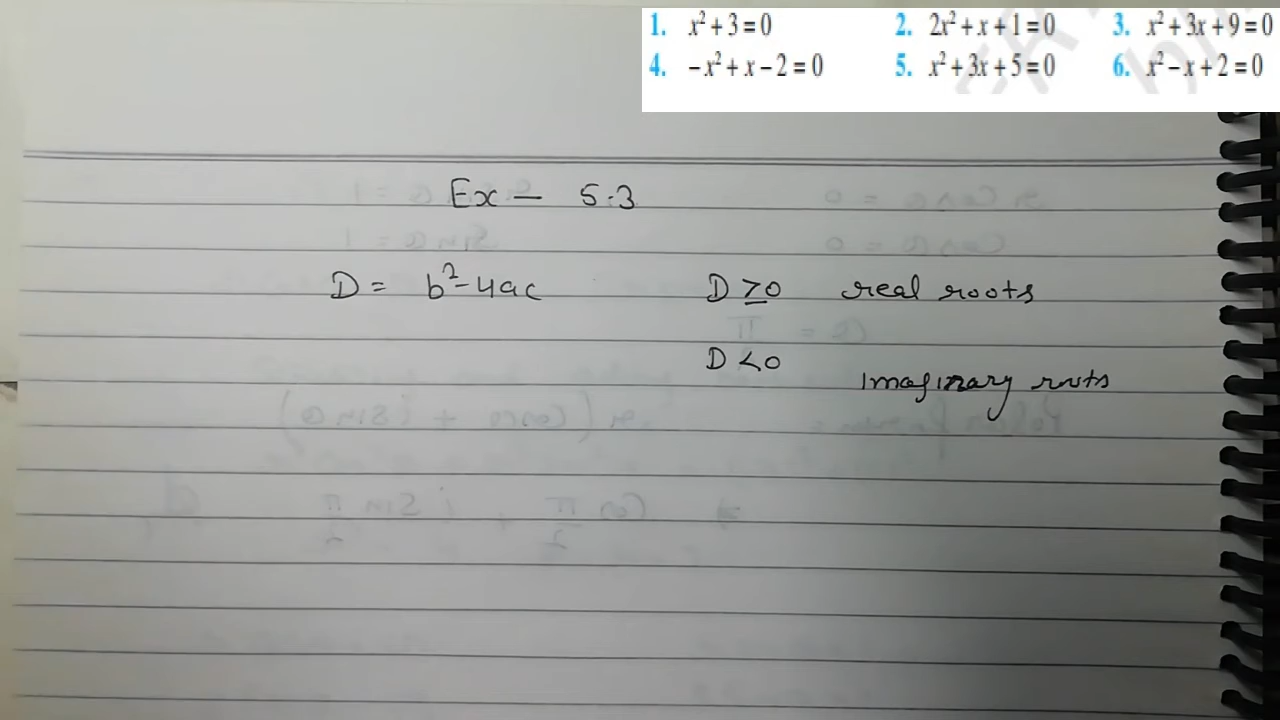 1. x²+3=0 2. 2x²+x+1=0 3. x²+3x+9=0
4. -x²+x-2=0 5. x²+3x+5=0 6. x²-x+2=0
Ex - 5.3
D = b²-4ac D ≥ 0 real roots
D < 0
imaginary roots